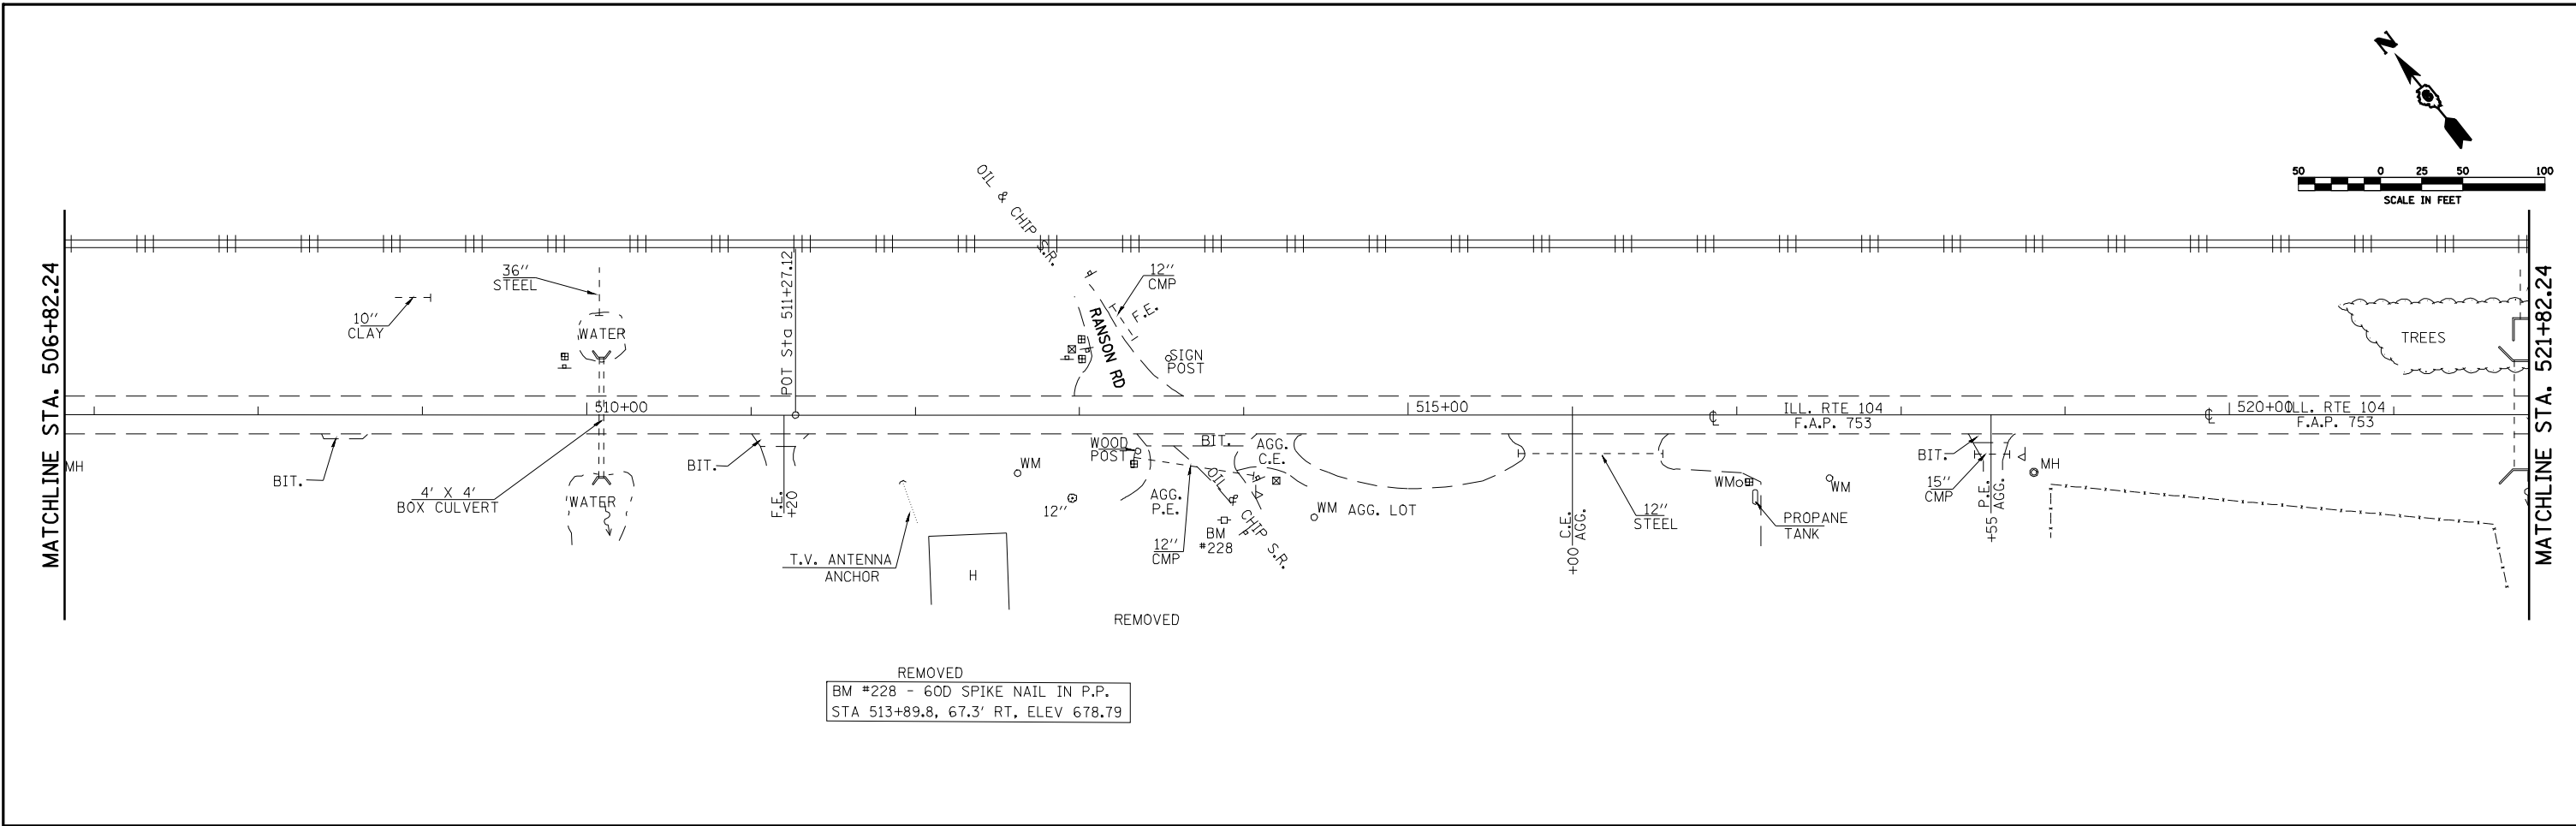 N
50 0 25 50 100
SCALE IN FEET
MATCHLINE STA. 506+82.24
MATCHLINE STA. 521+82.24
OIL & CHIP S.R.
36"
STEEL
10"
CLAY
WATER
POT Sta 511+27.12
12"
CMP
F.E.
RANSON RD
SIGN
POST
TREES
510+00
515+00
520+00
℄
ILL. RTE 104
F.A.P. 753
℄
ILL. RTE 104
F.A.P. 753
MH
BIT.
4' X 4'
BOX CULVERT
WATER
BIT.
F.E.
+20
T.V. ANTENNA
ANCHOR
H
WM
12"
WOOD
POST
BIT.
AGG.
C.E.
AGG.
P.E.
12"
CMP
OIL & CHIP S.R.
BM
#228
WM
AGG. LOT
C.E.
+00 AGG.
12"
STEEL
WM
PROPANE
TANK
WM
BIT.
15"
CMP
P.E.
+55 AGG.
MH
REMOVED
REMOVED
BM #228 - 60D SPIKE NAIL IN P.P.
STA 513+89.8, 67.3' RT, ELEV 678.79